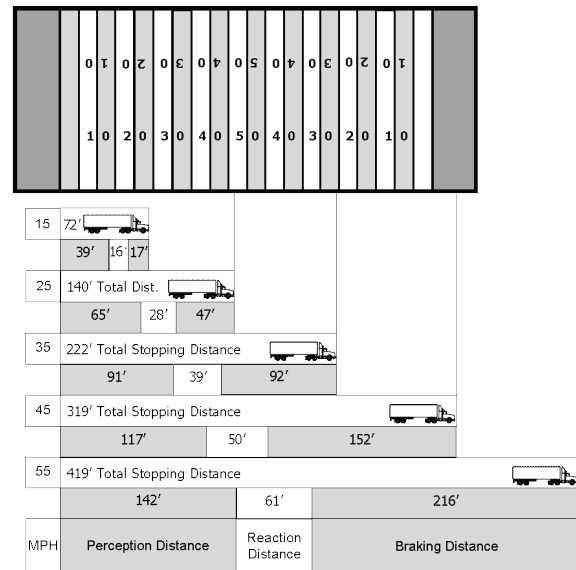 0 1 0 2 0 3 0 4 0 5 0 4 0 3 0 2 0 1
1 0 2 0 3 0 4 0 5 0 4 0 3 0 2 0 1 0
15 72′
39′ 16′ 17′
25 140′ Total Dist.
65′ 28′ 47′
35 222′ Total Stopping Distance
91′ 39′ 92′
45 319′ Total Stopping Distance
117′ 50′ 152′
55 419′ Total Stopping Distance
142′ 61′ 216′
MPH Perception Distance Reaction Distance Braking Distance